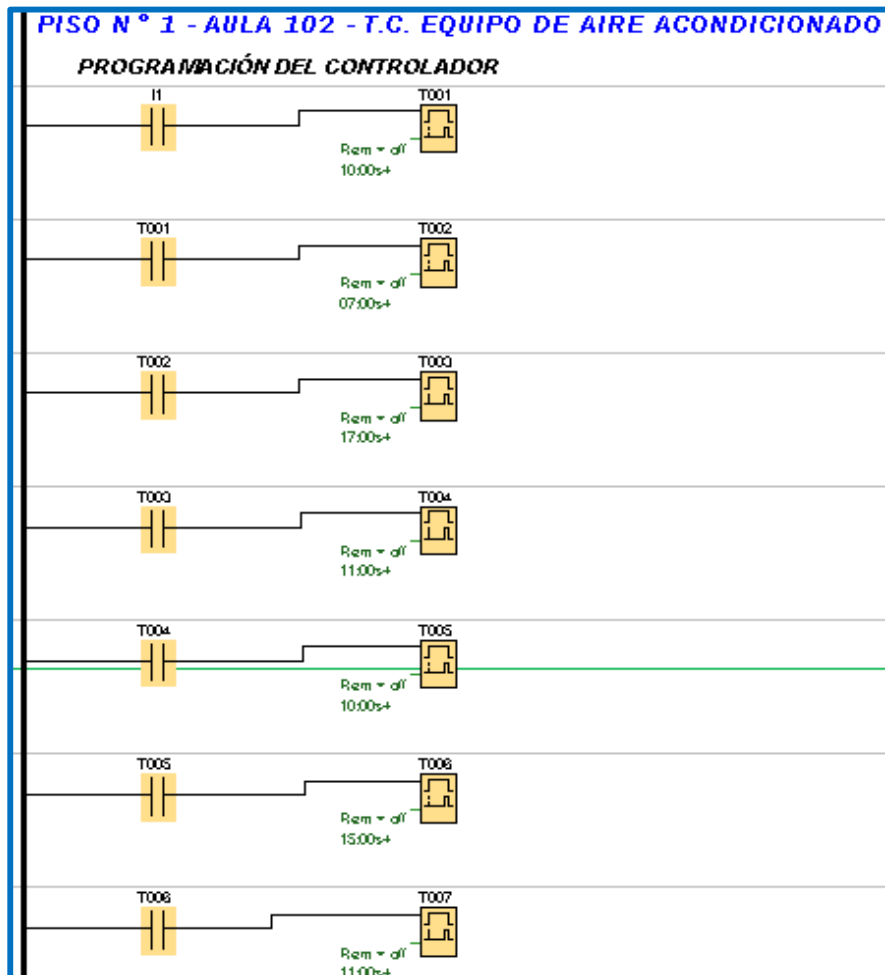 PISO N° 1 - AULA 102 - T.C. EQUIPO DE AIRE ACONDICIONADO
PROGRAMACIÓN DEL CONTROLADOR
I1 T001
Rem = off
10:00s+
T001 T002
Rem = off
07:00s+
T002 T003
Rem = off
17:00s+
T003 T004
Rem = off
11:00s+
T004 T005
Rem = off
10:00s+
T005 T006
Rem = off
15:00s+
T006 T007
Rem = off
11:00s+